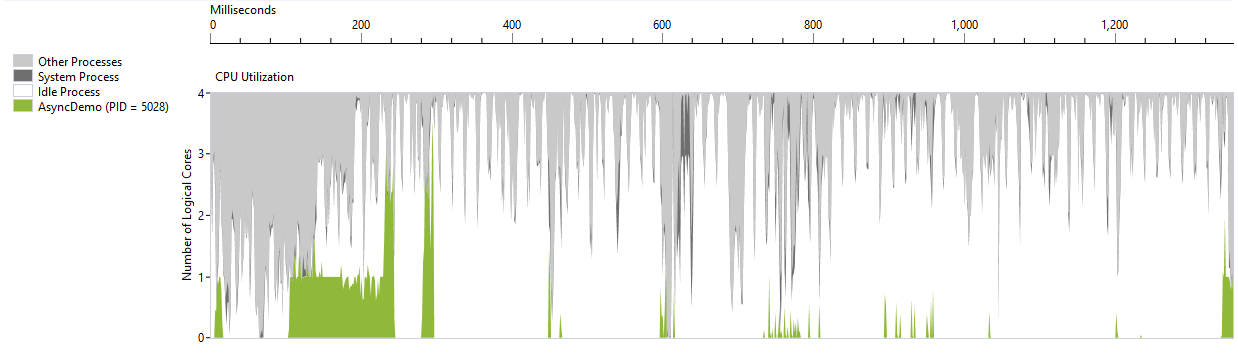 Milliseconds
0 200 400 600 800 1,000 1,200
Other Processes
System Process
Idle Process
AsyncDemo (PID = 5028)
CPU Utilization
Number of Logical Cores
4
3
2
1
0